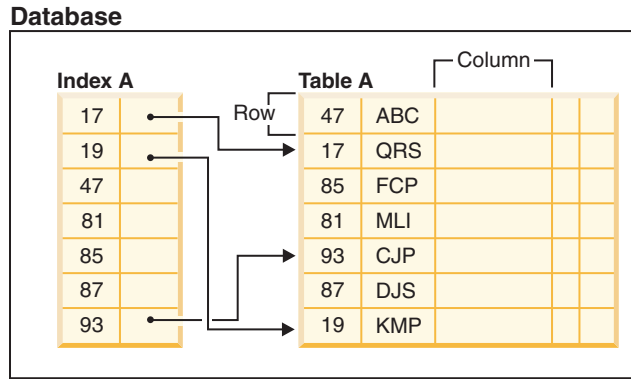 Database
Column
Index A
Table A
Row
17
19
47
81
85
87
93
47 ABC
17 QRS
85 FCP
81 MLI
93 CJP
87 DJS
19 KMP